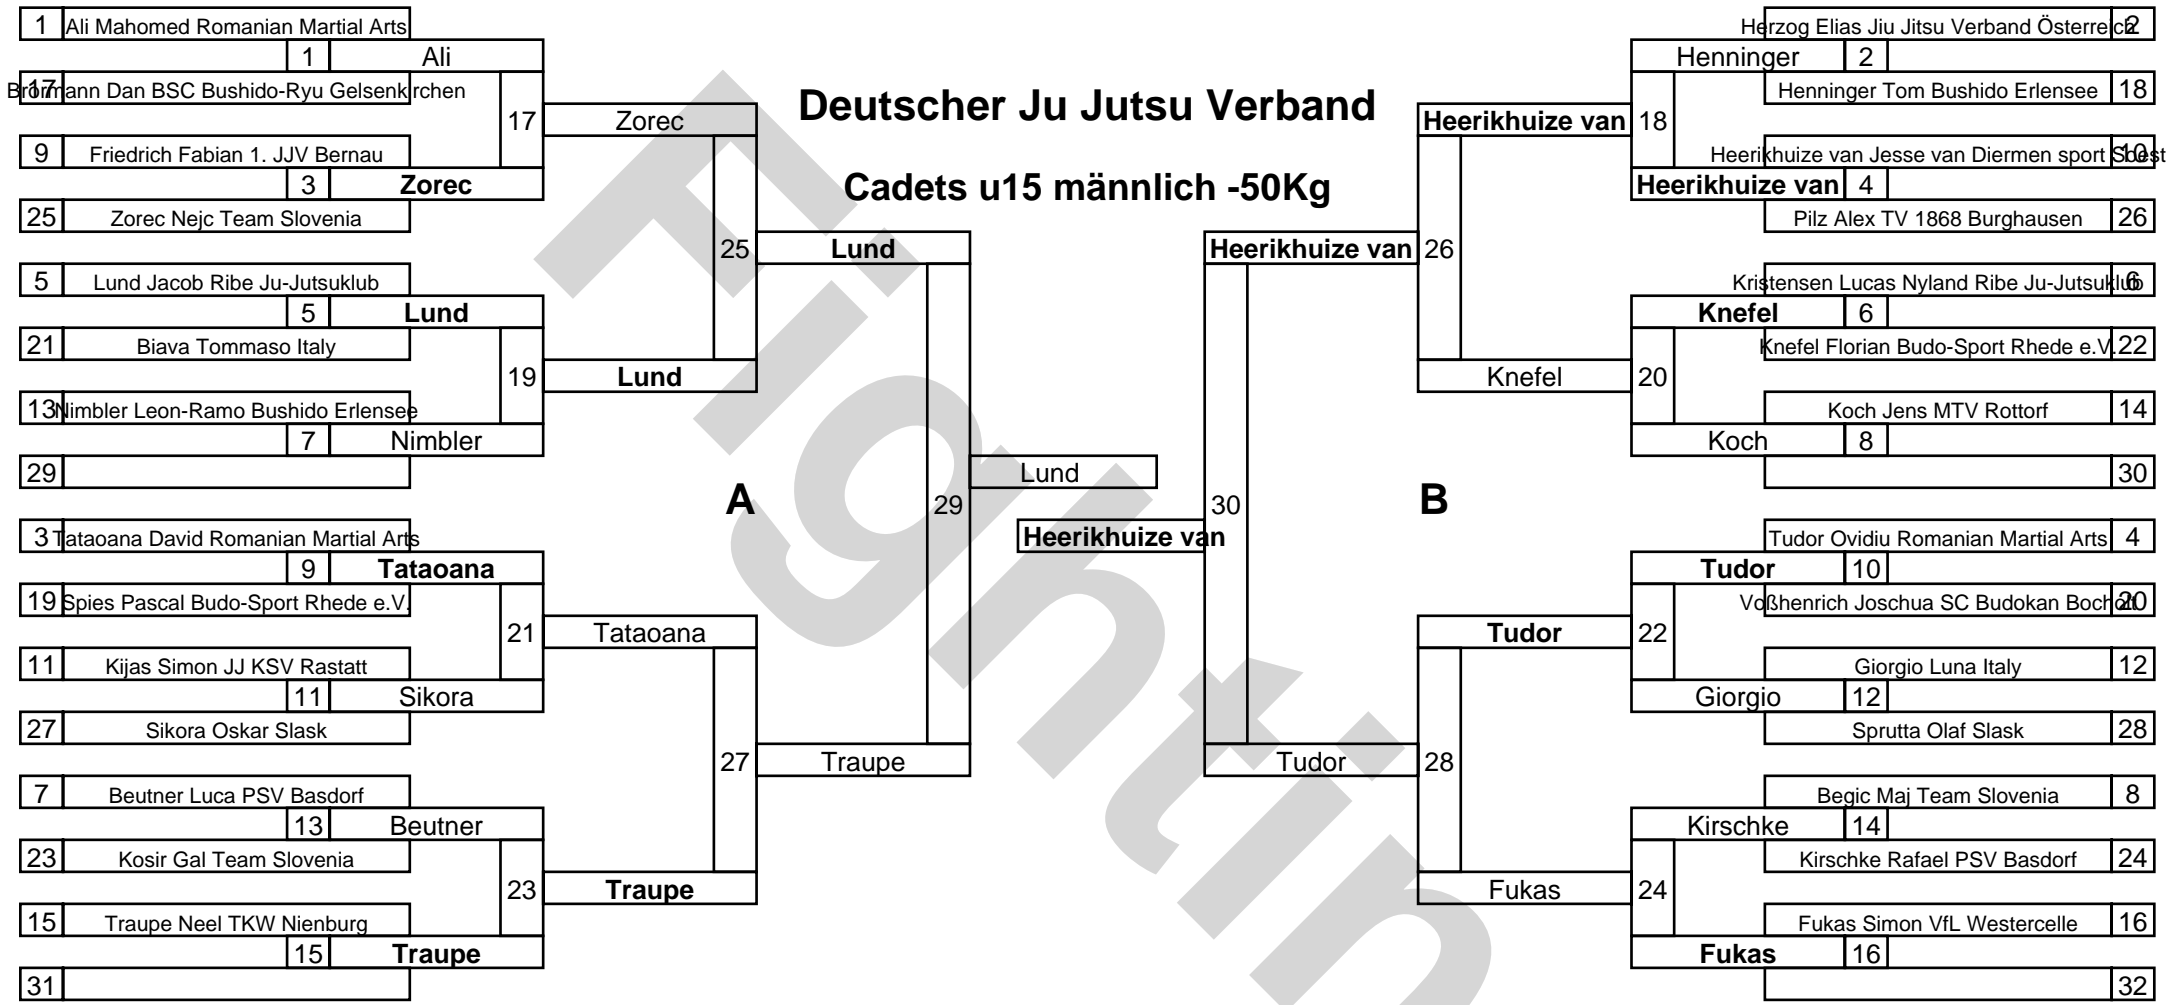 Deutscher Ju Jutsu Verband
Cadets u15 männlich -50Kg
Fightin
A
1 Ali Mahomed Romanian Martial Arts
1 Ali
17 Brormann Dan BSC Bushido-Ryu Gelsenkirchen
17 Zorec
9 Friedrich Fabian 1. JJV Bernau
3 Zorec
25 Zorec Nejc Team Slovenia
25 Lund
5 Lund Jacob Ribe Ju-Jutsuklub
5 Lund
21 Biava Tommaso Italy
19 Lund
13 Nimbler Leon-Ramo Bushido Erlensee
7 Nimbler
29
29 Lund
3 Tataoana David Romanian Martial Arts
9 Tataoana
19 Spies Pascal Budo-Sport Rhede e.V.
21 Tataoana
11 Kijas Simon JJ KSV Rastatt
11 Sikora
27 Sikora Oskar Slask
27 Traupe
7 Beutner Luca PSV Basdorf
13 Beutner
23 Kosir Gal Team Slovenia
23 Traupe
15 Traupe Neel TKW Nienburg
15 Traupe
31
B
Herzog Elias Jiu Jitsu Verband Österreich 2
Henninger 2
Henninger Tom Bushido Erlensee 18
Heerikhuize van 18
Heerikhuize van Jesse van Diermen sport Soest 10
Heerikhuize van 4
Pilz Alex TV 1868 Burghausen 26
Heerikhuize van 26
Kristensen Lucas Nyland Ribe Ju-Jutsuklub 6
Knefel 6
Knefel Florian Budo-Sport Rhede e.V. 22
Knefel 20
Koch Jens MTV Rottorf 14
Koch 8
30
Heerikhuize van 30
Tudor Ovidiu Romanian Martial Arts 4
Tudor 10
Voßhenrich Joschua SC Budokan Bocholt 20
Tudor 22
Giorgio Luna Italy 12
Giorgio 12
Sprutta Olaf Slask 28
Tudor 28
Begic Maj Team Slovenia 8
Kirschke 14
Kirschke Rafael PSV Basdorf 24
Fukas 24
Fukas Simon VfL Westercelle 16
Fukas 16
32